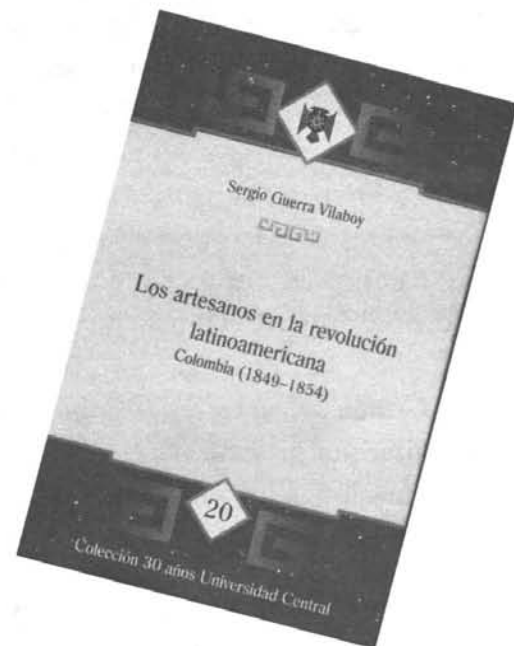 Sergio Guerra Vilaboy
Los artesanos en la revolución
latinoamericana
Colombia (1849-1854)
20
Colección 30 años Universidad Central